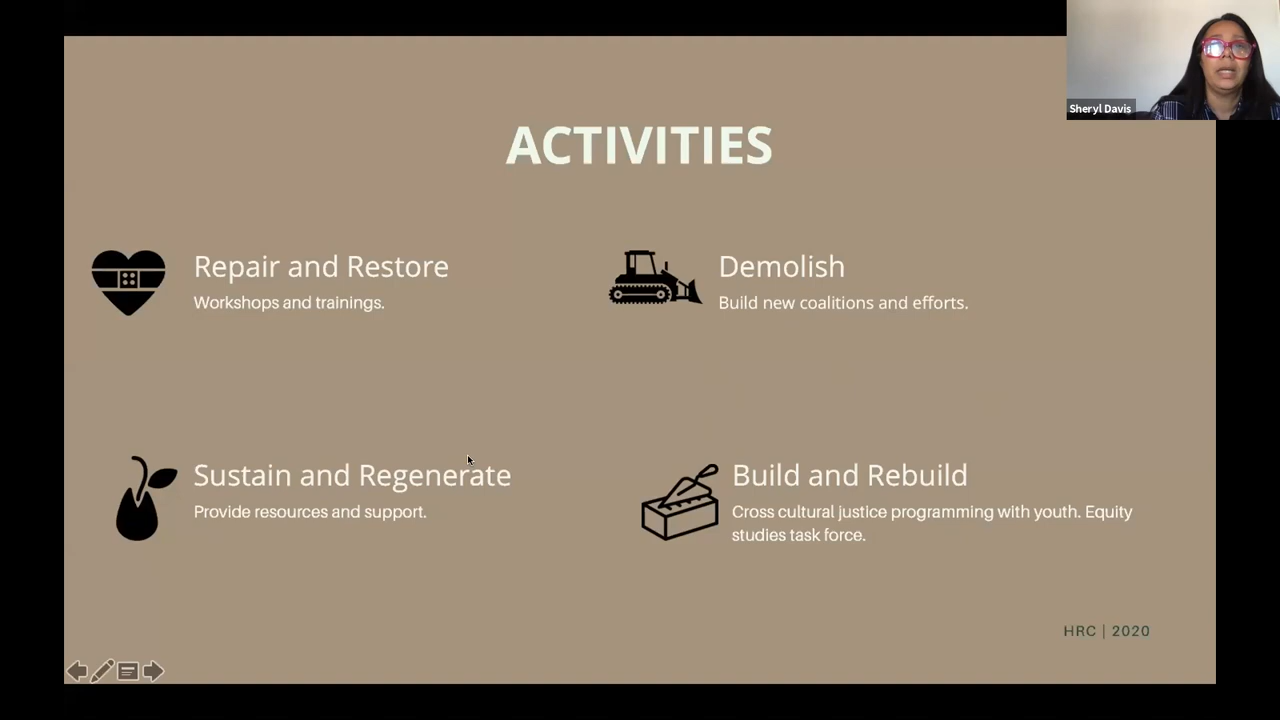 Sheryl Davis
ACTIVITIES
Repair and Restore
Workshops and trainings.
Demolish
Build new coalitions and efforts.
Sustain and Regenerate
Provide resources and support.
Build and Rebuild
Cross cultural justice programming with youth. Equity
studies task force.
HRC | 2020